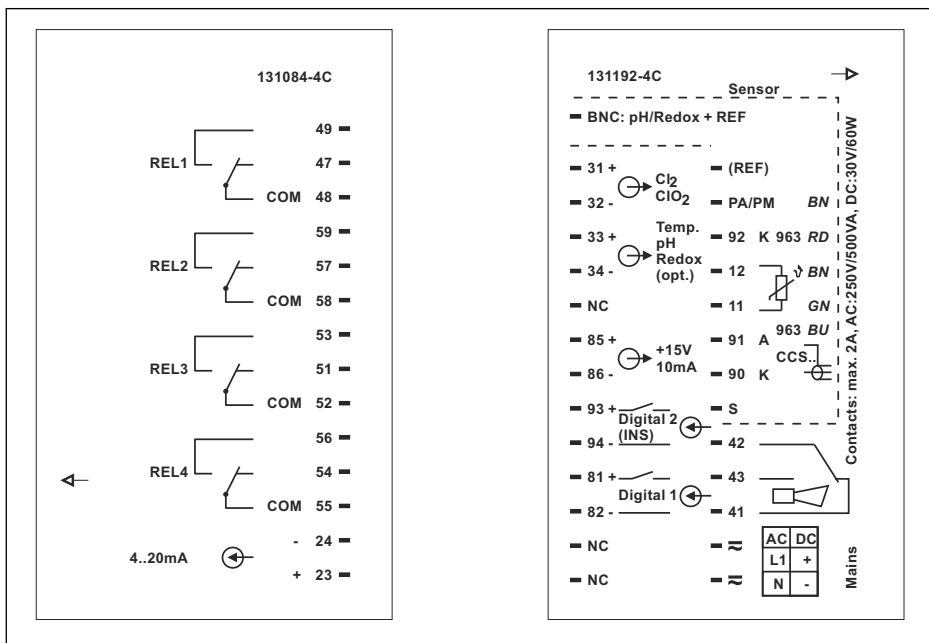 131084-4C
49
REL1 47
COM 48
59
REL2 57
COM 58
53
REL3 51
COM 52
56
REL4 54
COM 55
- 24
4..20mA
+ 23
131192-4C
Sensor
BNC: pH/Redox + REF
31 + (REF)
Cl2
ClO2
32 - PA/PM BN
33 + Temp. 92 K 963 RD
pH
Redox
34 - (opt.) 12 BN
NC 11 GN
85 + +15V 91 A 963 BU
86 - 10mA 90 K CCS..
93 + S
Digital 2
(INS)
94 - 42
81 + 43
Digital 1
82 - 41
NC AC DC
L1 +
NC N -
Contacts: max. 2A, AC:250V/500VA, DC:30V/60W
Mains